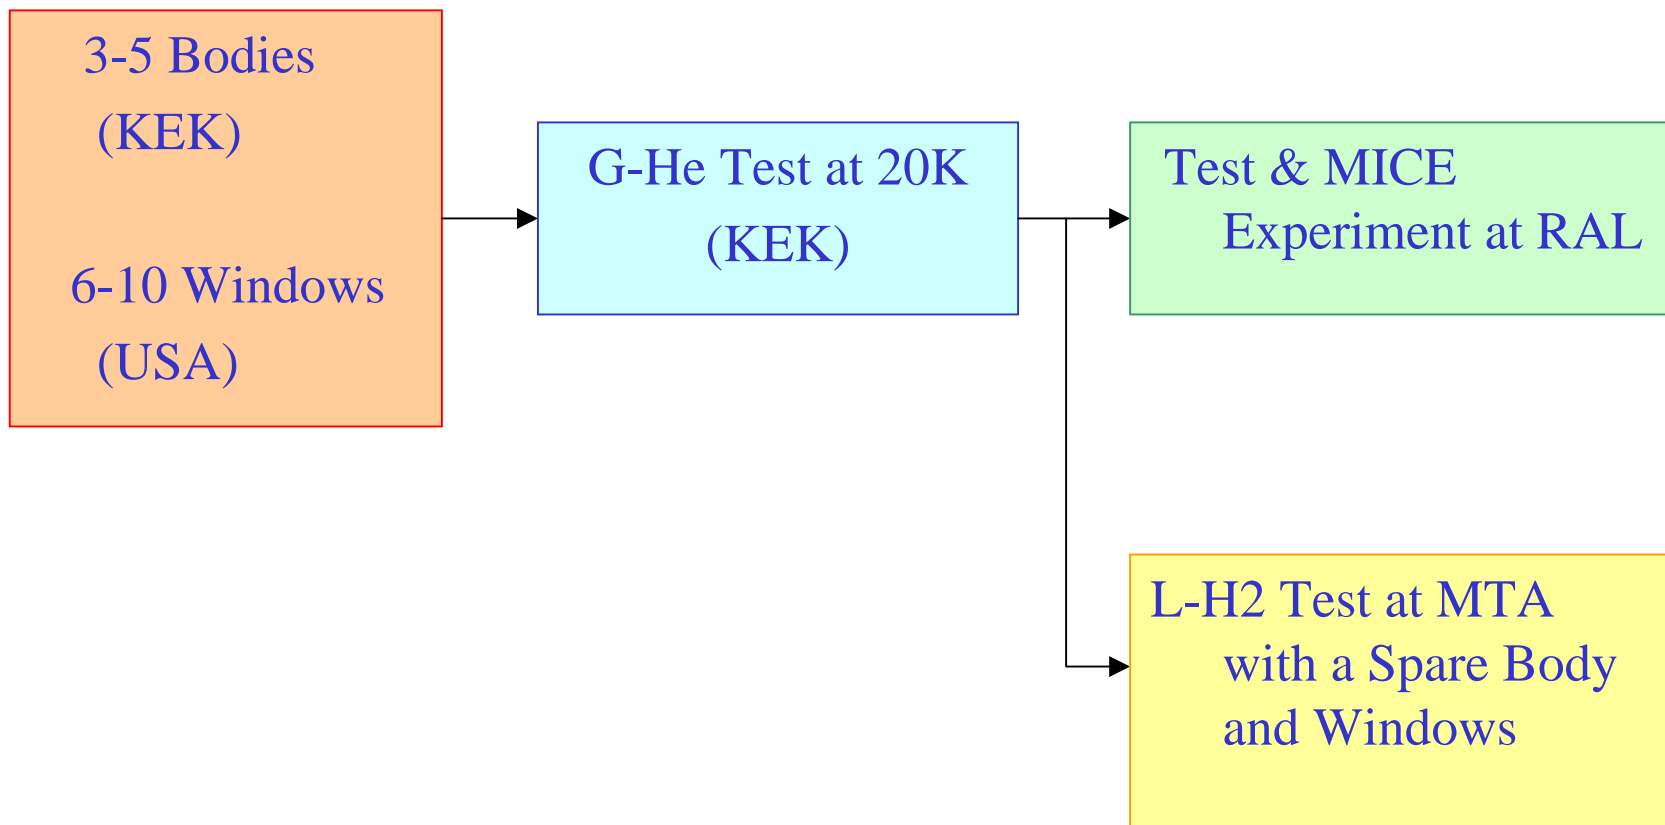 3-5 Bodies
(KEK)
6-10 Windows
(USA)
G-He Test at 20K
(KEK)
Test & MICE
Experiment at RAL
L-H2 Test at MTA
with a Spare Body
and Windows